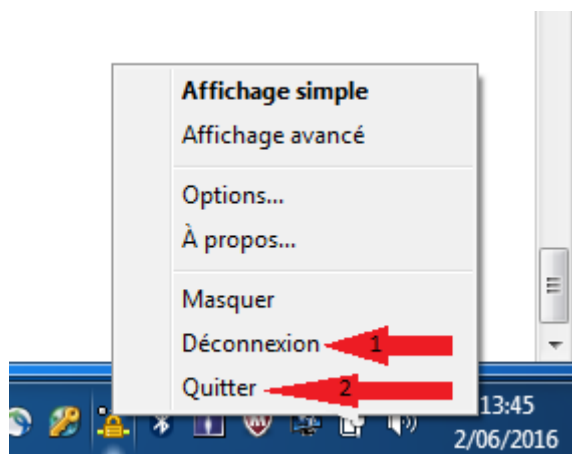 Affichage simple
Affichage avancé
Options...
À propos...
Masquer
Déconnexion 1
Quitter 2
13:45
2/06/2016